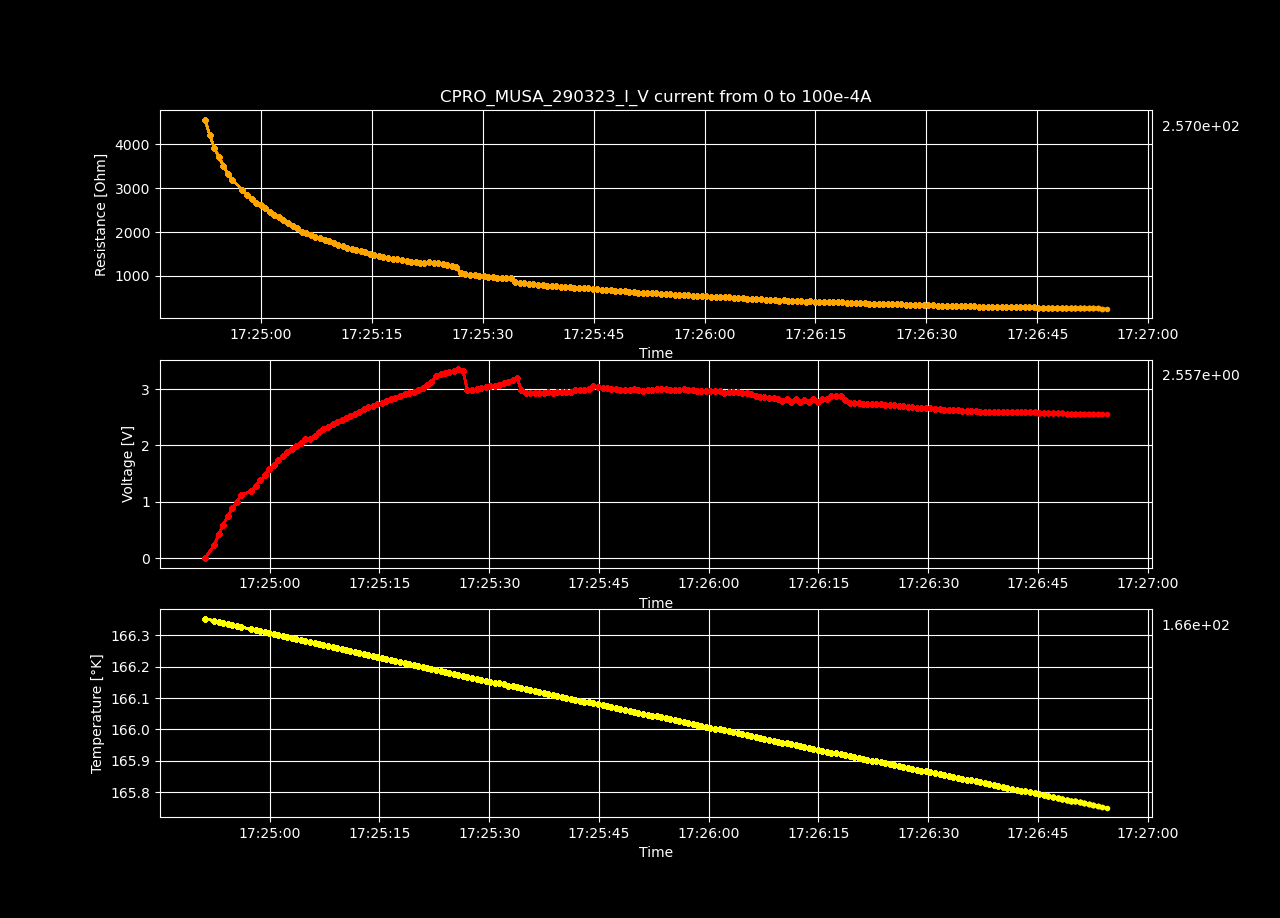 CPRO_MUSA_290323_I_V current from 0 to 100e-4A
2.570e+02
Resistance [Ohm]
4000
3000
2000
1000
17:25:00 17:25:15 17:25:30 17:25:45 17:26:00 17:26:15 17:26:30 17:26:45 17:27:00
Time
2.557e+00
Voltage [V]
3
2
1
0
17:25:00 17:25:15 17:25:30 17:25:45 17:26:00 17:26:15 17:26:30 17:26:45 17:27:00
Time
1.66e+02
Temperature [°K]
166.3
166.2
166.1
166.0
165.9
165.8
17:25:00 17:25:15 17:25:30 17:25:45 17:26:00 17:26:15 17:26:30 17:26:45 17:27:00
Time